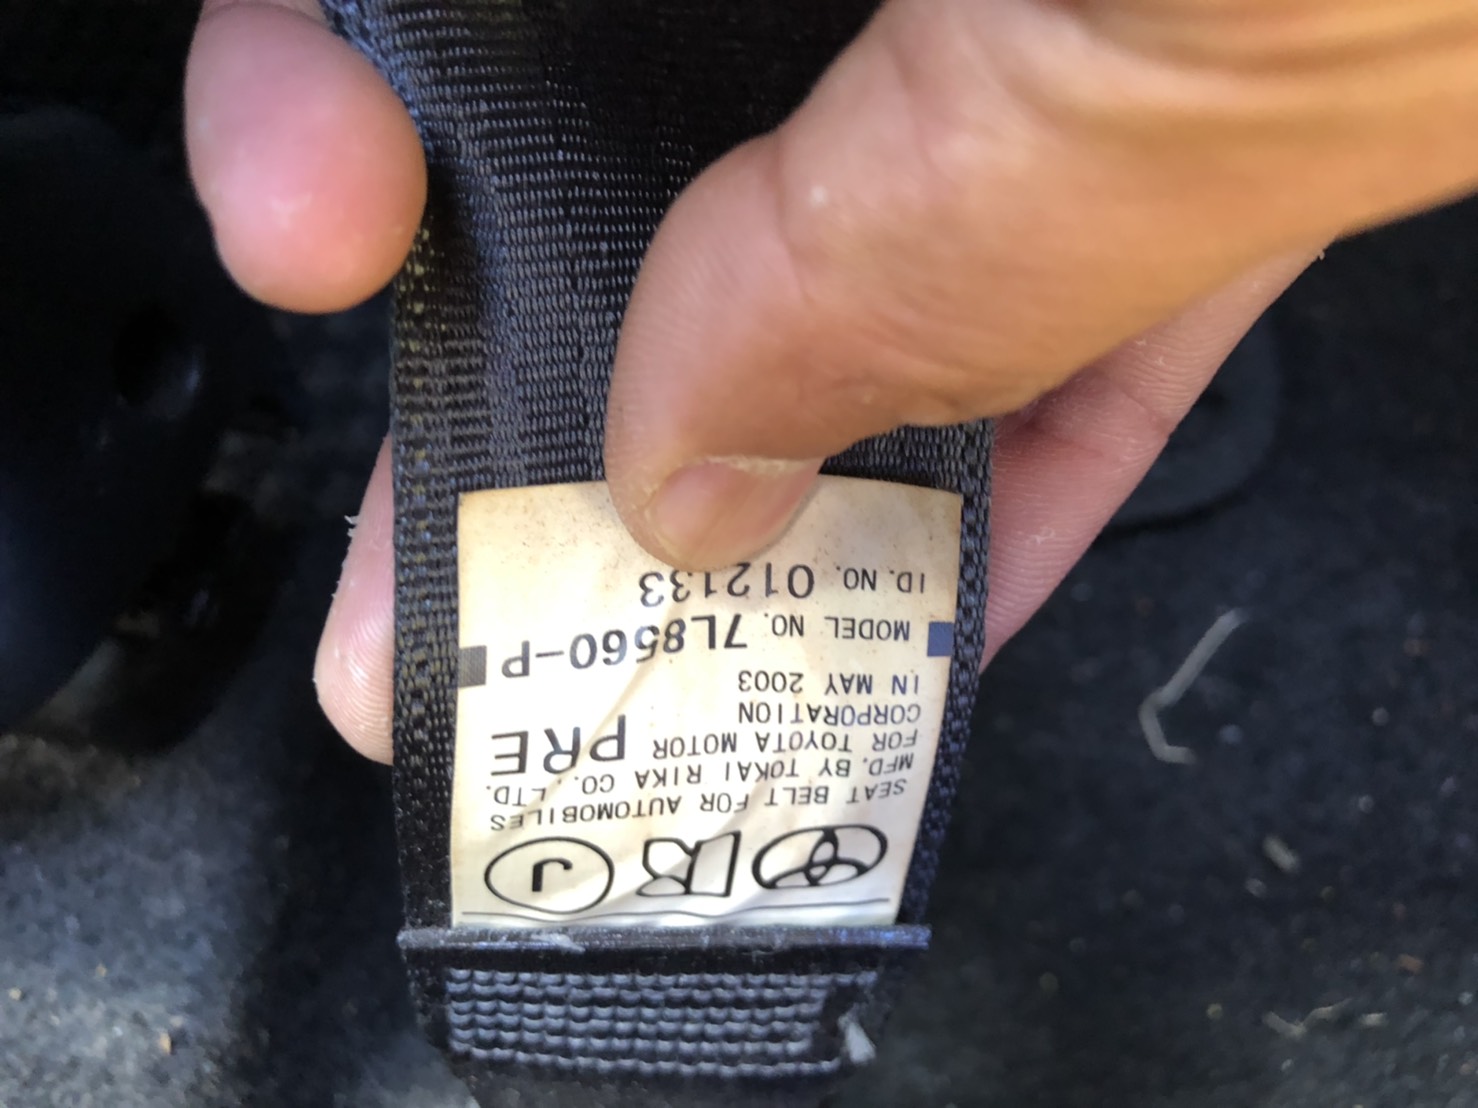 J
SEAT BELT FOR AUTOMOBILES
MFD. BY TOKAI RIKA CO., LTD.
FOR TOYOTA MOTOR PRE
CORPORATION
IN MAY 2003
MODEL NO. 7L8560-P
ID. NO. 012133